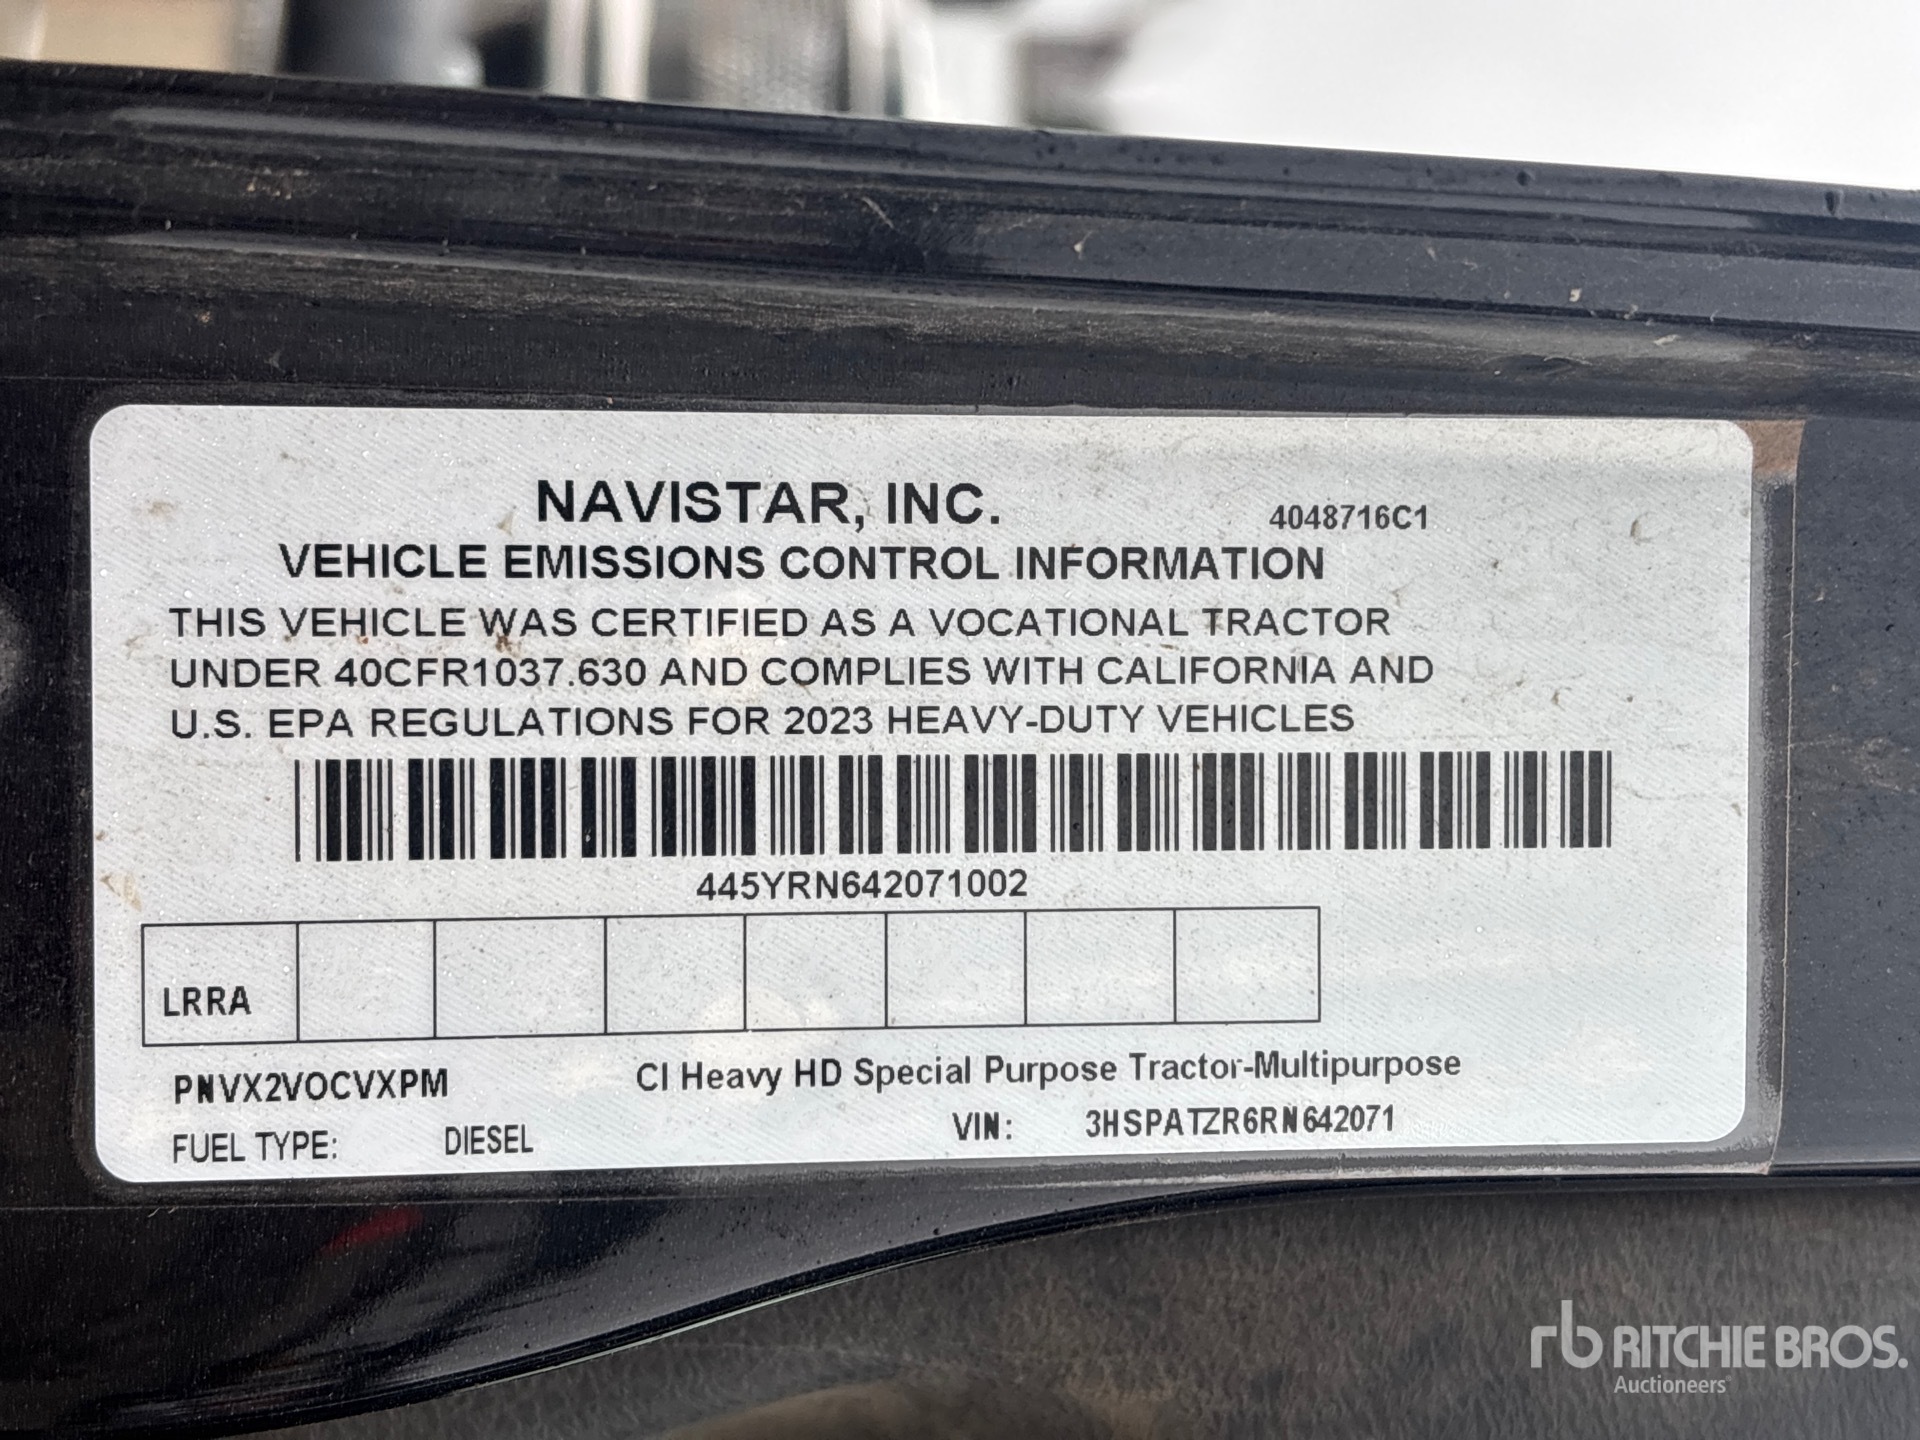 NAVISTAR, INC.
4048716C1
VEHICLE EMISSIONS CONTROL INFORMATION
THIS VEHICLE WAS CERTIFIED AS A VOCATIONAL TRACTOR
UNDER 40CFR1037.630 AND COMPLIES WITH CALIFORNIA AND
U.S. EPA REGULATIONS FOR 2023 HEAVY-DUTY VEHICLES
445YRN642071002
LRRA
PNVX2VOCVXPM
CI Heavy HD Special Purpose Tractor-Multipurpose
FUEL TYPE: DIESEL
VIN: 3HSPATZR6RN642071
rb RITCHIE BROS.
Auctioneers